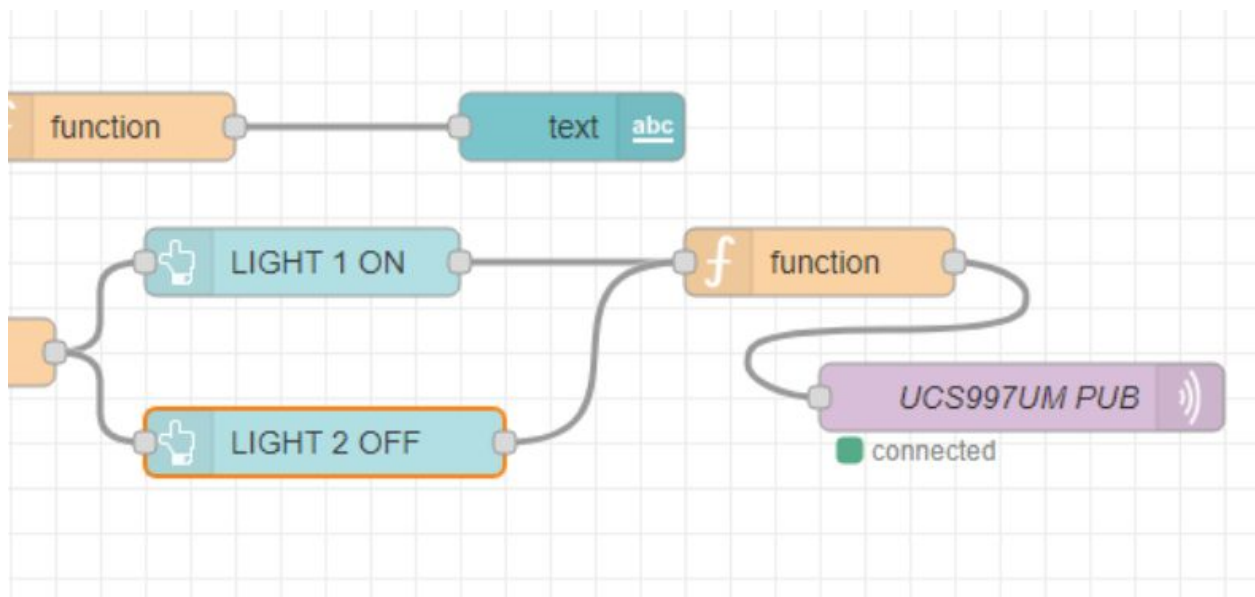 function
text abc
LIGHT 1 ON
function
UCS997UM PUB
LIGHT 2 OFF
connected